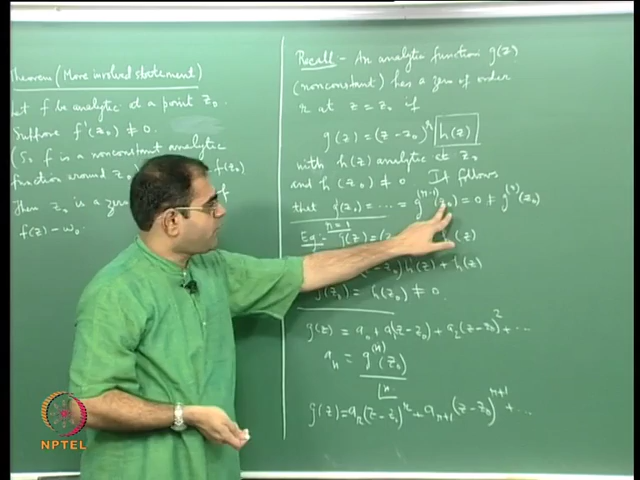 Theorem (More involved statement)
Let f be analytic at a point z₀.
Suppose f'(z₀) ≠ 0.
(So f is a nonconstant analytic
function around z₀ f(z₀)
Then z₀ is a zero of
f(z) - w₀.
Recall - An analytic function g(z)
(nonconstant) has a zero of order
n at z = z₀ if
g(z) = (z - z₀)ⁿ h(z)
with h(z) analytic at z₀
and h(z₀) ≠ 0 It follows
that g(z₀) = ... = g⁽ⁿ⁻¹⁾(z₀) = 0 ≠ g⁽ⁿ⁾(z₀)
n = 1
Eg:- g(z) = (z h(z)
h'(z) + h(z)
g'(z₀) = h(z₀) ≠ 0.
g(z) = a₀ + a₁(z - z₀) + a₂(z - z₀)² + ...
aₙ = g⁽ⁿ⁾(z₀)
n
g(z) = aₙ(z - z₀)ⁿ + aₙ₊₁(z - z₀)ⁿ⁺¹ + ...
NPTEL